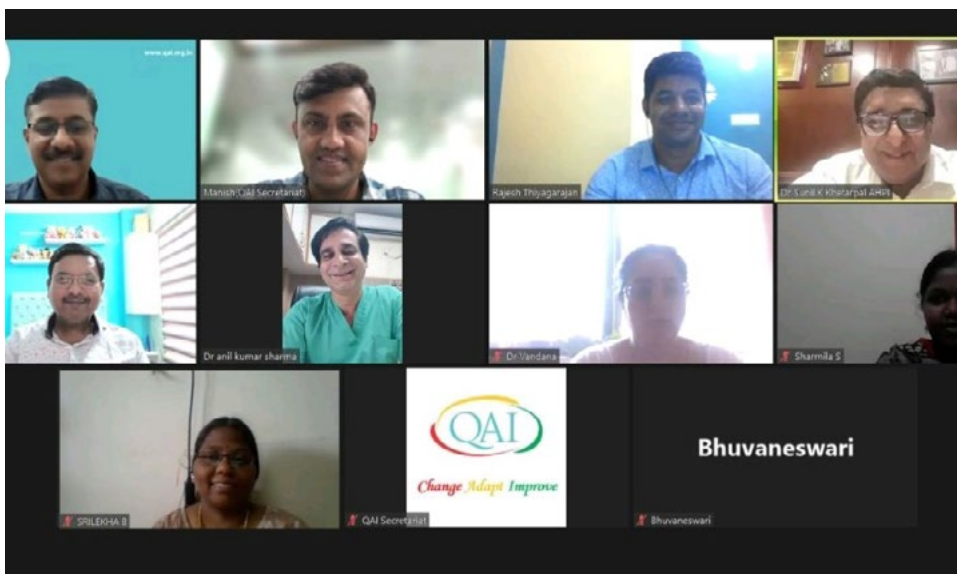 www.qai.org.in
Manish(QAI Secretariat)
Rajesh Thiyagarajan
Dr Sunil K Khetarpal AHPI
Dr anil kumar sharma
Dr Vandana
Sharmila S
QAI
Change Adapt Improve
Bhuvaneswari
SRILEKHA B
QAI Secretariat
Bhuvaneswari